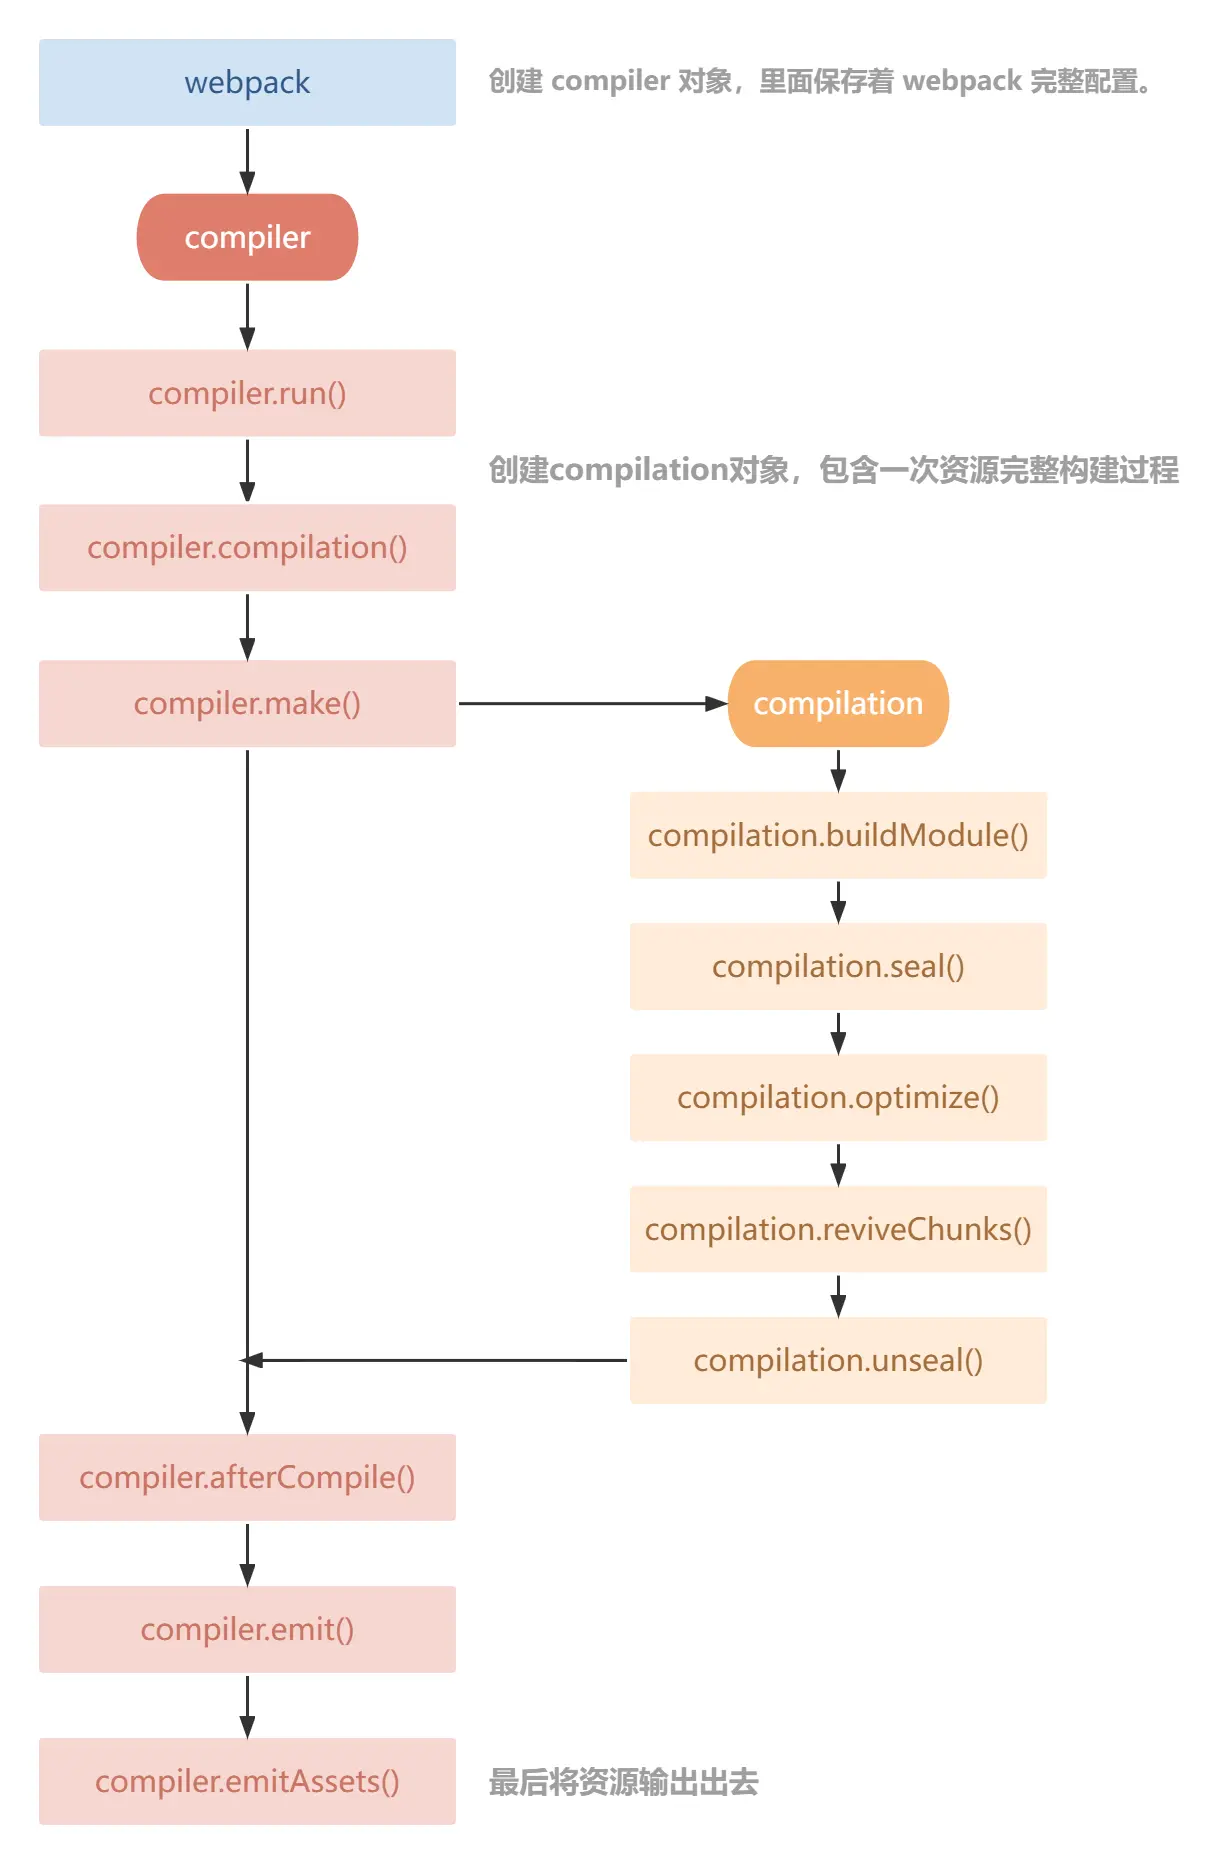 webpack
创建 compiler 对象，里面保存着 webpack 完整配置。
compiler
compiler.run()
创建compilation对象，包含一次资源完整构建过程
compiler.compilation()
compiler.make()
compilation
compilation.buildModule()
compilation.seal()
compilation.optimize()
compilation.reviveChunks()
compilation.unseal()
compiler.afterCompile()
compiler.emit()
compiler.emitAssets()
最后将资源输出出去